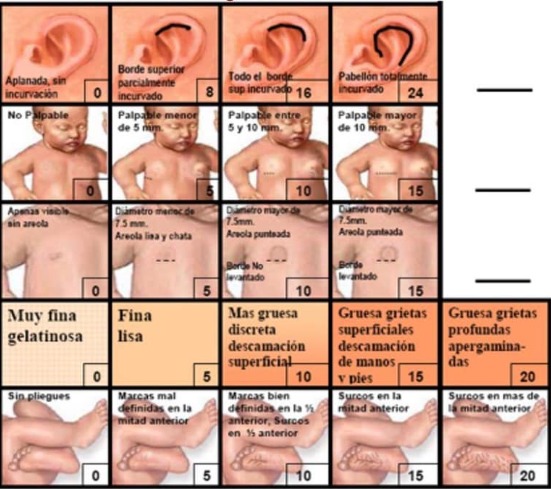 Aplanada, sin
incurvación
0
Borde superior
parcialmente
incurvado
8
Todo el borde
sup incurvado
16
Pabellón totalmente
incurvado
24
No Palpable
0
Palpable menor
de 5 mm.
5
Palpable entre
5 y 10 mm.
10
Palpable mayor
de 10 mm.
15
Apenas visible
sin areola
0
Diámetro menor de
7.5 mm.
Areola lisa y chata
5
Diámetro mayor de
7.5mm.
Areola punteada
Borde No
levantado
10
Diámetro mayor de
7.5mm.
Areola punteada
Borde
levantado
15
Muy fina
gelatinosa
0
Fina
lisa
5
Mas gruesa
discreta
descamación
superficial
10
Gruesa grietas
superficiales
descamación
de manos
y pies
15
Gruesa grietas
profundas
apergamina-
das
20
Sin pliegues
0
Marcas mal
definidas en la
mitad anterior
5
Marcas bien
definidas en la ½
anterior, Surcos
en ⅓ anterior
10
Surcos en la
mitad anterior
15
Surcos en mas de
la mitad anterior
20